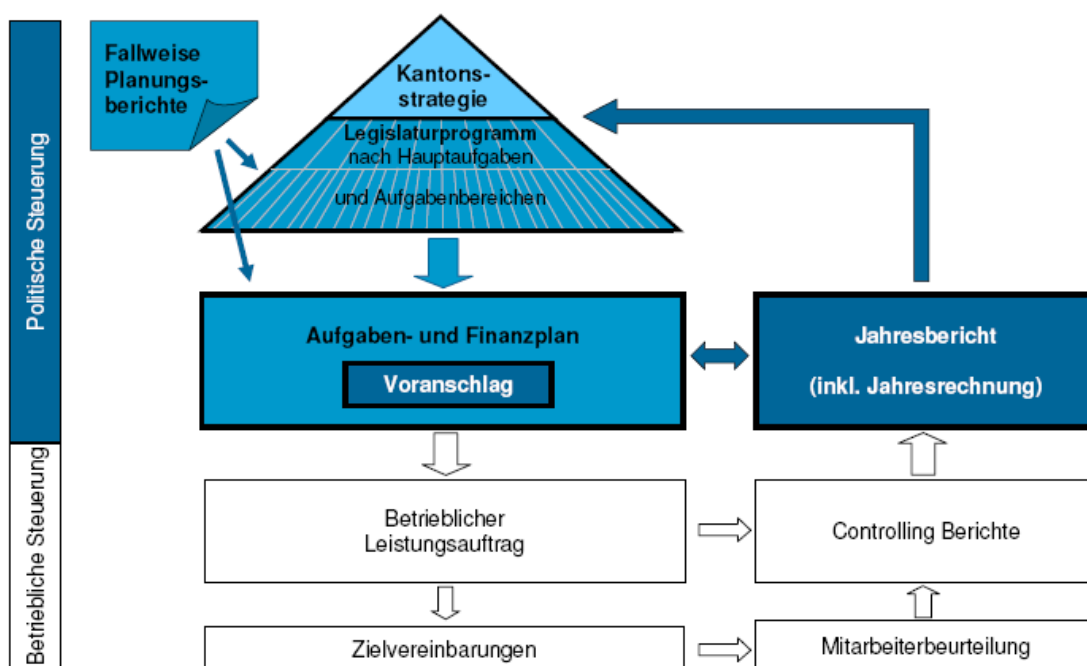 Politische Steuerung
Fallweise
Planungs-
berichte
Kantons-
strategie
Legislaturprogramm
nach Hauptaufgaben
und Aufgabenbereichen
Aufgaben- und Finanzplan
Voranschlag
Jahresbericht
(inkl. Jahresrechnung)
Betriebliche Steuerung
Betrieblicher
Leistungsauftrag
Controlling Berichte
Zielvereinbarungen
Mitarbeiterbeurteilung